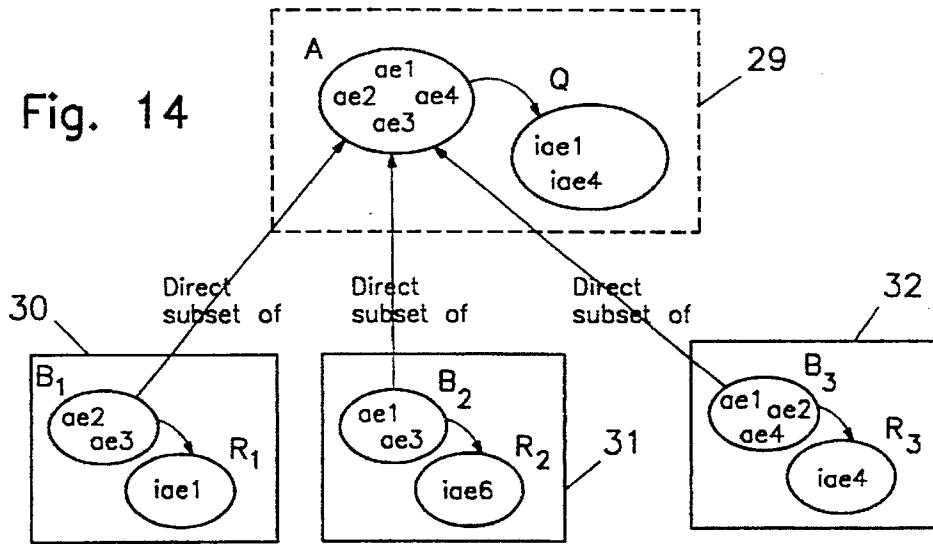 Fig. 14
A
ae1
ae2 ae4
ae3
Q
iae1
iae4
29
Direct
subset of
Direct
subset of
Direct
subset of
30
B1
ae2
ae3
R1
iae1
B2
ae1
ae3
R2
iae6
31
32
B3
ae1
ae2
ae4
R3
iae4